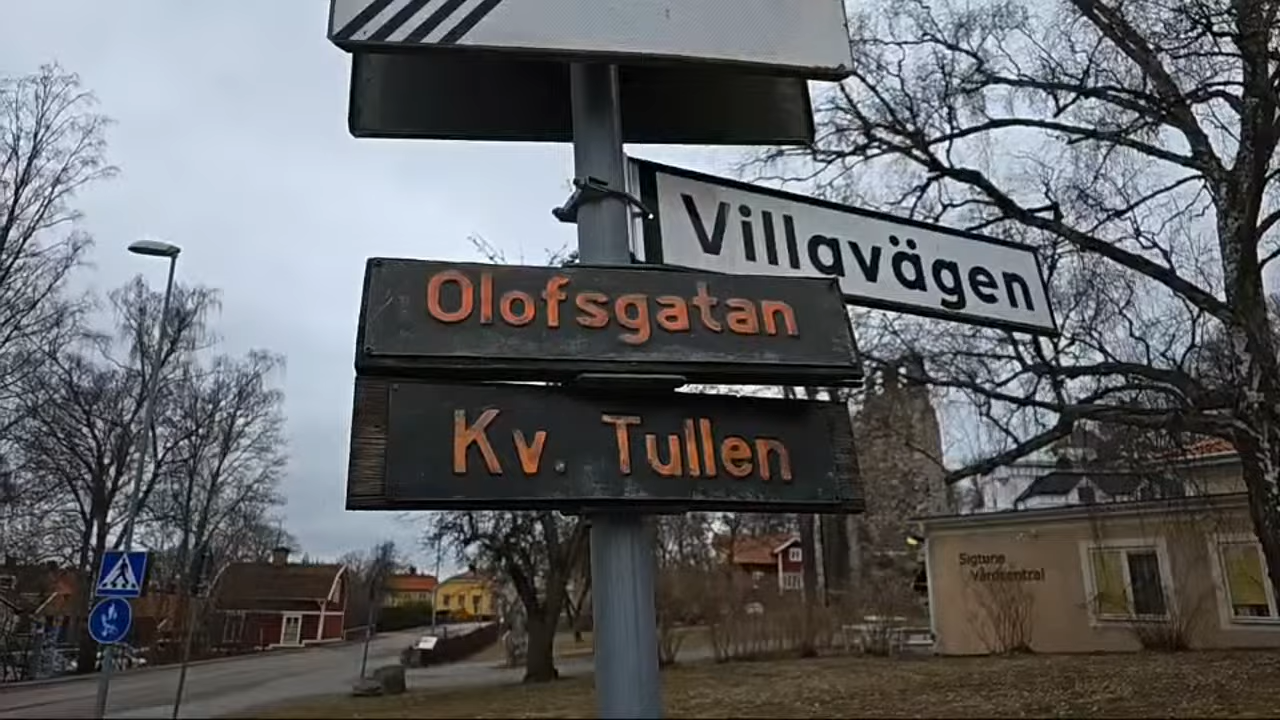 Villavägen
Olofsgatan
Kv. Tullen
Sigtuna
Vårdcentral